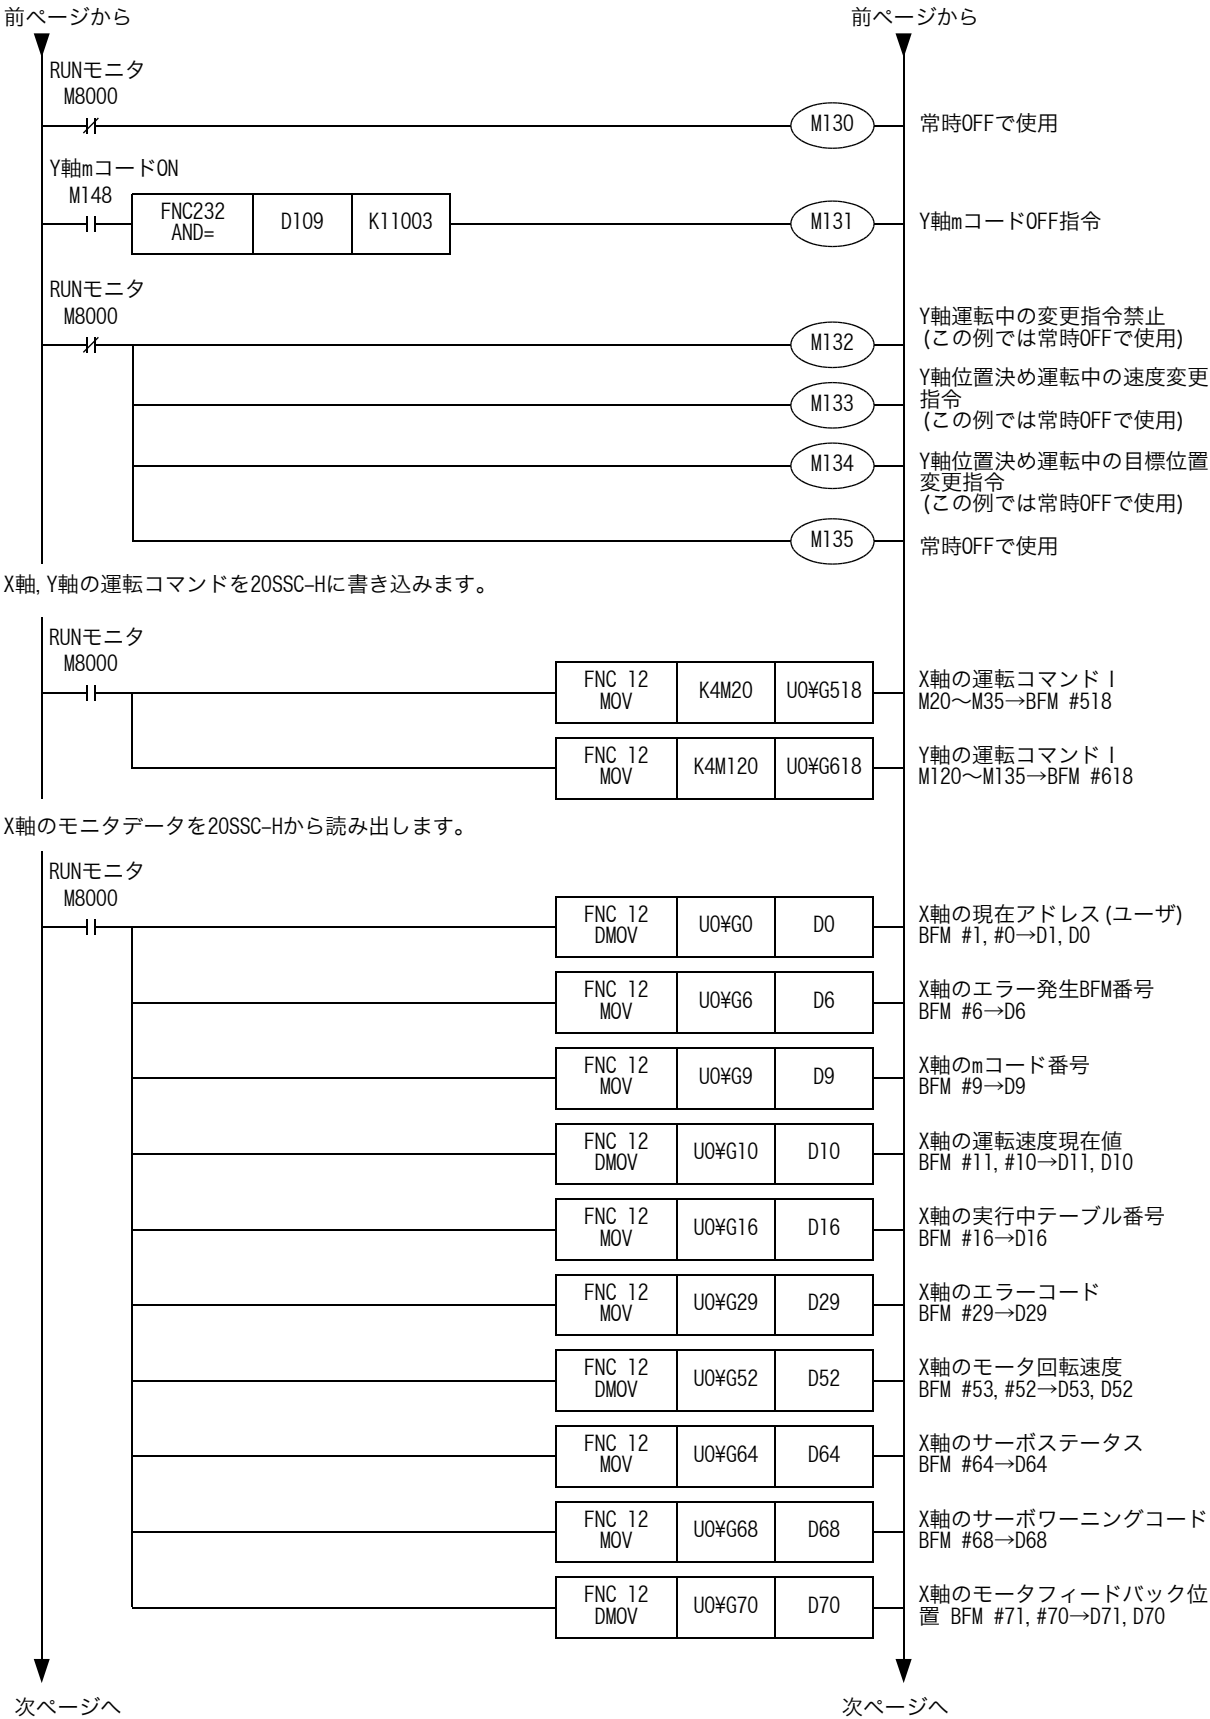 前ページから
前ページから
RUNモニタ
M8000
M130
常時OFFで使用
Y軸mコードON
M148
FNC232
AND=
D109
K11003
M131
Y軸mコードOFF指令
RUNモニタ
M8000
M132
Y軸運転中の変更指令禁止
(この例では常時OFFで使用)
M133
Y軸位置決め運転中の速度変更
指令
(この例では常時OFFで使用)
M134
Y軸位置決め運転中の目標位置
変更指令
(この例では常時OFFで使用)
M135
常時OFFで使用
X軸,Y軸の運転コマンドを20SSC-Hに書き込みます。
RUNモニタ
M8000
FNC 12
MOV
K4M20
U0¥G518
X軸の運転コマンドⅠ
M20～M35→BFM #518
FNC 12
MOV
K4M120
U0¥G618
Y軸の運転コマンドⅠ
M120～M135→BFM #618
X軸のモニタデータを20SSC-Hから読み出します。
RUNモニタ
M8000
FNC 12
DMOV
U0¥G0
D0
X軸の現在アドレス(ユーザ)
BFM #1,#0→D1,D0
FNC 12
MOV
U0¥G6
D6
X軸のエラー発生BFM番号
BFM #6→D6
FNC 12
MOV
U0¥G9
D9
X軸のmコード番号
BFM #9→D9
FNC 12
DMOV
U0¥G10
D10
X軸の運転速度現在値
BFM #11,#10→D11,D10
FNC 12
MOV
U0¥G16
D16
X軸の実行中テーブル番号
BFM #16→D16
FNC 12
MOV
U0¥G29
D29
X軸のエラーコード
BFM #29→D29
FNC 12
DMOV
U0¥G52
D52
X軸のモータ回転速度
BFM #53,#52→D53,D52
FNC 12
MOV
U0¥G64
D64
X軸のサーボステータス
BFM #64→D64
FNC 12
MOV
U0¥G68
D68
X軸のサーボワーニングコード
BFM #68→D68
FNC 12
DMOV
U0¥G70
D70
X軸のモータフィードバック位
置 BFM #71,#70→D71,D70
次ページへ
次ページへ